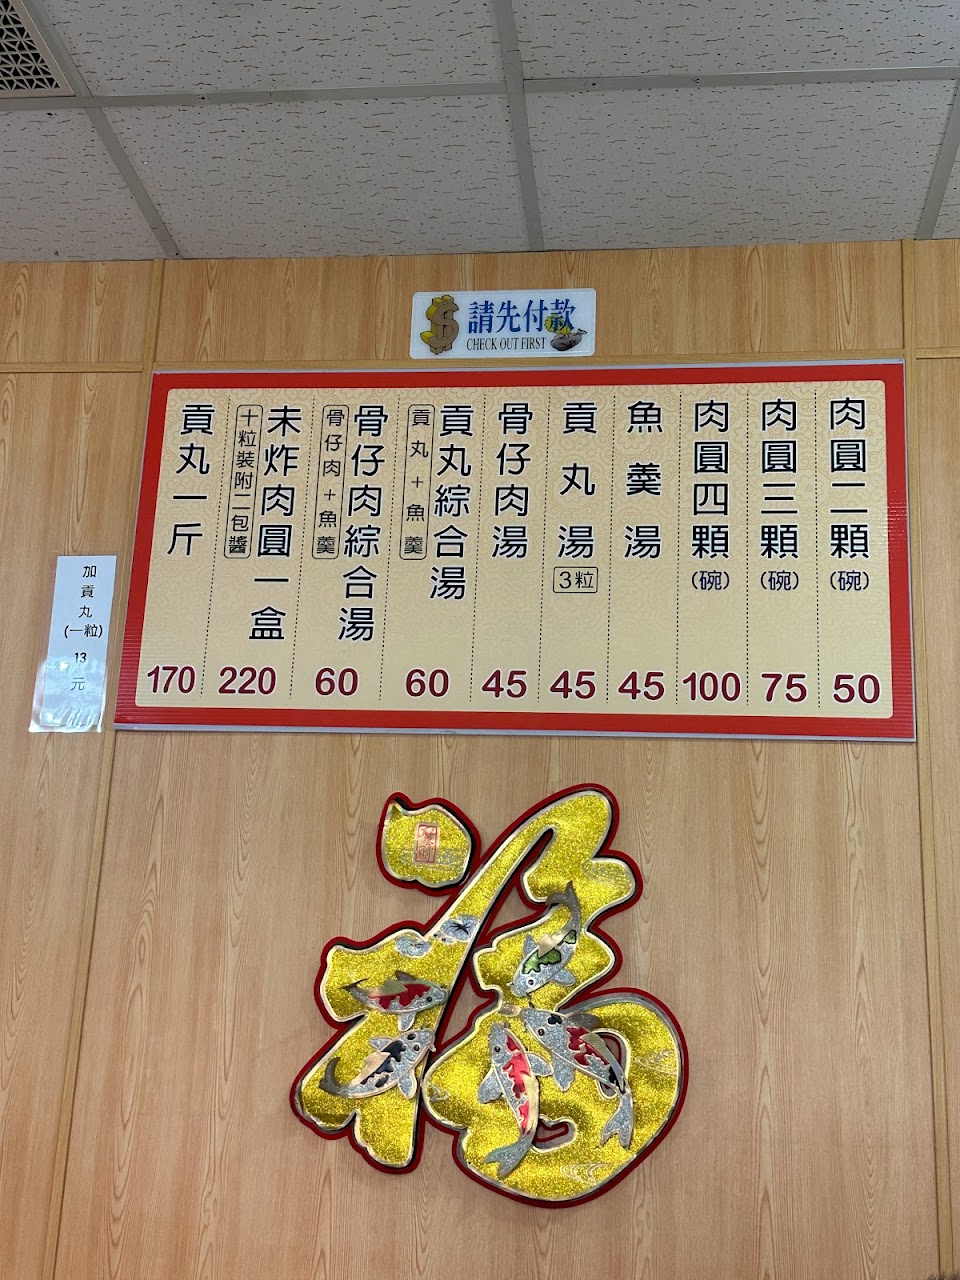 請先付款
CHECK OUT FIRST
肉圓二顆(碗)
50
肉圓三顆(碗)
75
肉圓四顆(碗)
100
魚羹湯
45
貢丸湯
3粒
45
骨仔肉湯
45
貢丸綜合湯
貢丸+魚羹
60
骨仔肉綜合湯
骨仔肉+魚羹
60
未炸肉圓一盒
十粒裝附二包醬
220
貢丸一斤
170
加貢丸
(一粒)
13
元
福